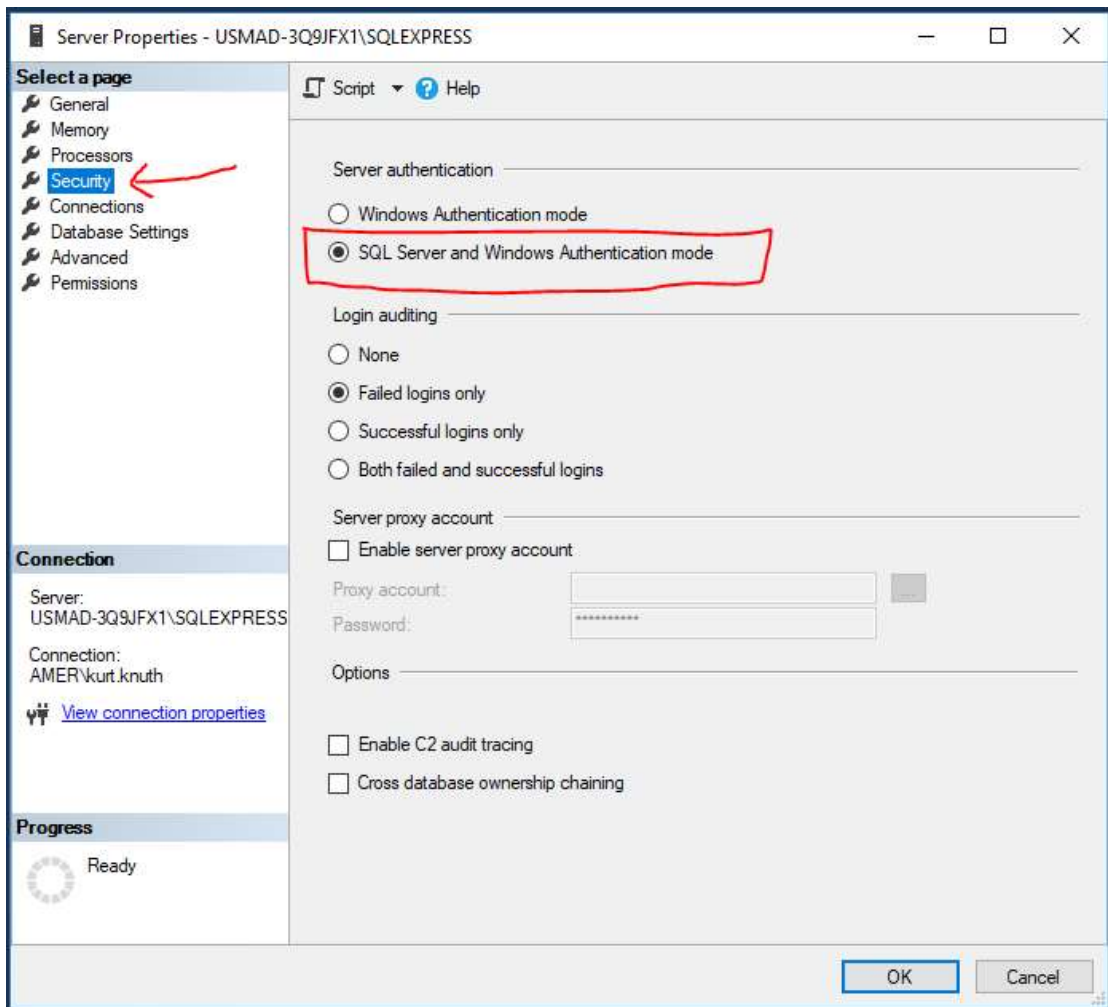 Server Properties - USMAD-3Q9JFX1\SQLEXPRESS
Select a page
General
Memory
Processors
Security
Connections
Database Settings
Advanced
Permissions
Script
Help
Server authentication
Windows Authentication mode
SQL Server and Windows Authentication mode
Login auditing
None
Failed logins only
Successful logins only
Both failed and successful logins
Server proxy account
Enable server proxy account
Proxy account:
...
Password:
**********
Options
Enable C2 audit tracing
Cross database ownership chaining
Connection
Server:
USMAD-3Q9JFX1\SQLEXPRESS
Connection:
AMER\kurt.knuth
View connection properties
Progress
Ready
OK
Cancel